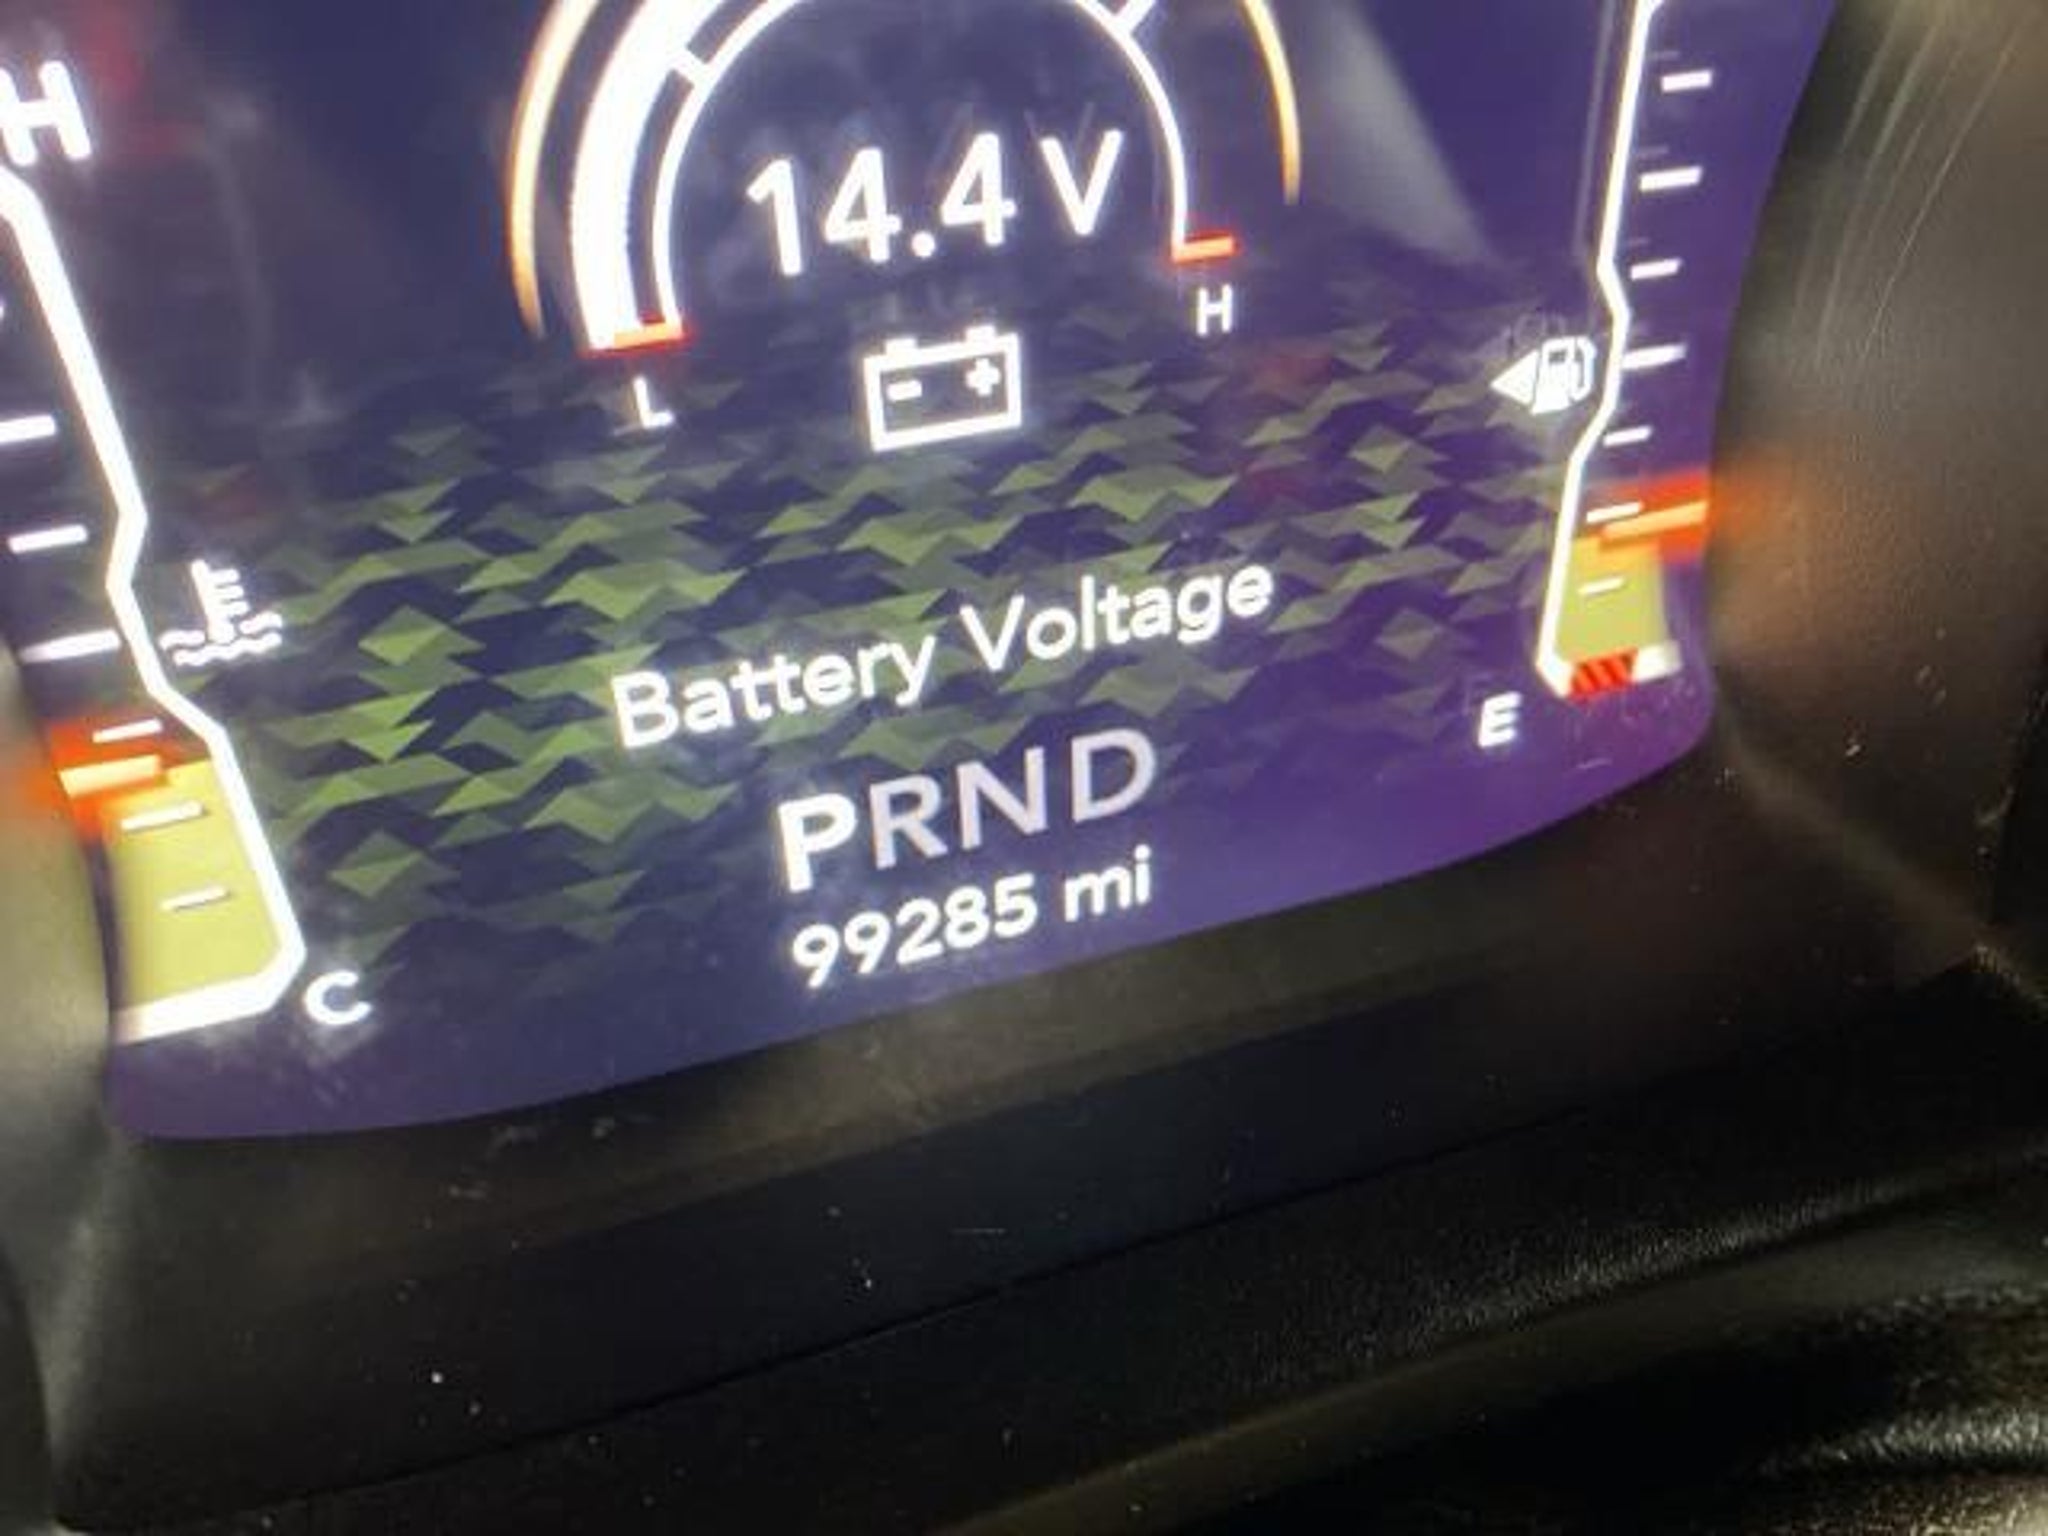 H
14.4 V
L
H
- +
Battery Voltage
E
PRND
99285 mi
C